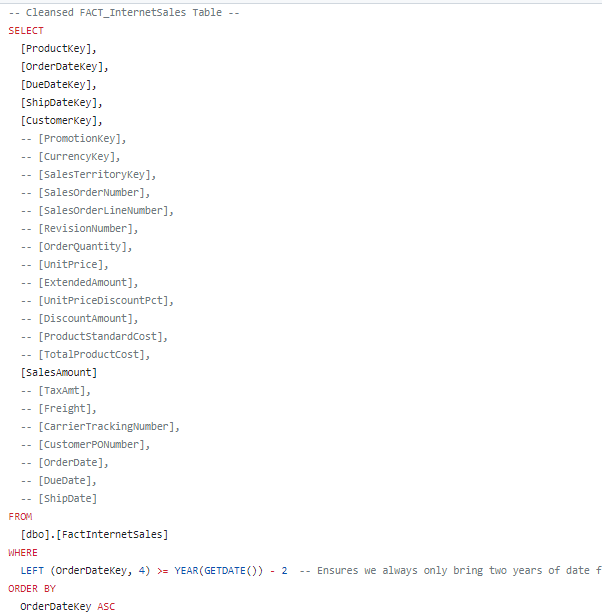 -- Cleansed FACT_InternetSales Table --
SELECT
[ProductKey],
[OrderDateKey],
[DueDateKey],
[ShipDateKey],
[CustomerKey],
-- [PromotionKey],
-- [CurrencyKey],
-- [SalesTerritoryKey],
-- [SalesOrderNumber],
-- [SalesOrderLineNumber],
-- [RevisionNumber],
-- [OrderQuantity],
-- [UnitPrice],
-- [ExtendedAmount],
-- [UnitPriceDiscountPct],
-- [DiscountAmount],
-- [ProductStandardCost],
-- [TotalProductCost],
[SalesAmount]
-- [TaxAmt],
-- [Freight],
-- [CarrierTrackingNumber],
-- [CustomerPONumber],
-- [OrderDate],
-- [DueDate],
-- [ShipDate]
FROM
[dbo].[FactInternetSales]
WHERE
LEFT (OrderDateKey, 4) >= YEAR(GETDATE()) - 2 -- Ensures we always only bring two years of date f
ORDER BY
OrderDateKey ASC